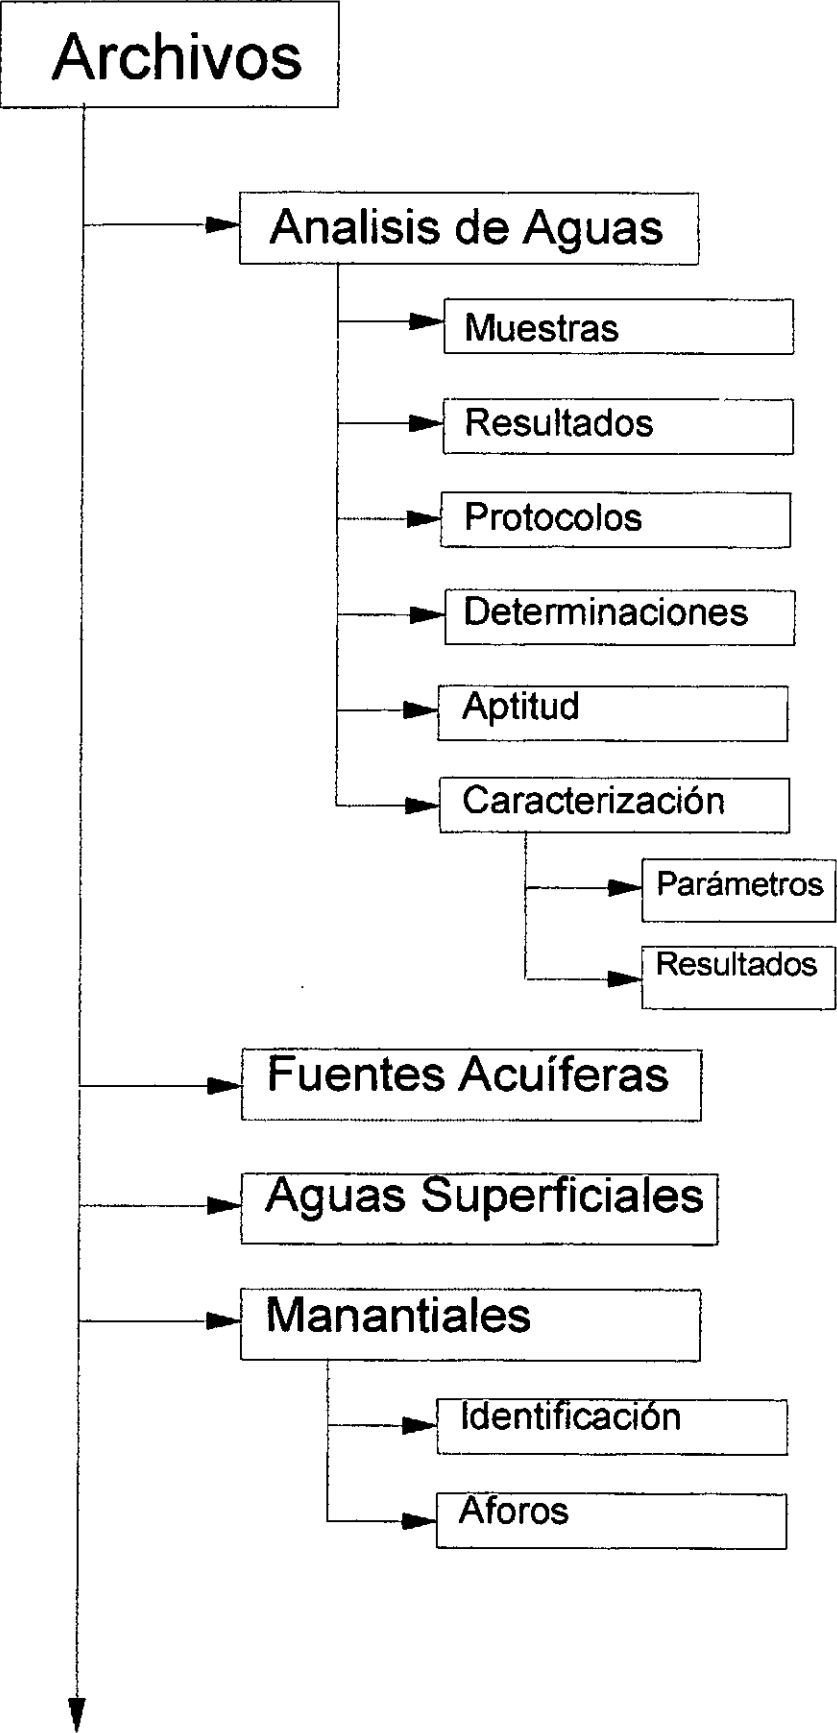 Archivos
Analisis de Aguas
Muestras
Resultados
Protocolos
Determinaciones
Aptitud
Caracterización
Parámetros
Resultados
Fuentes Acuíferas
Aguas Superficiales
Manantiales
Identificación
Aforos